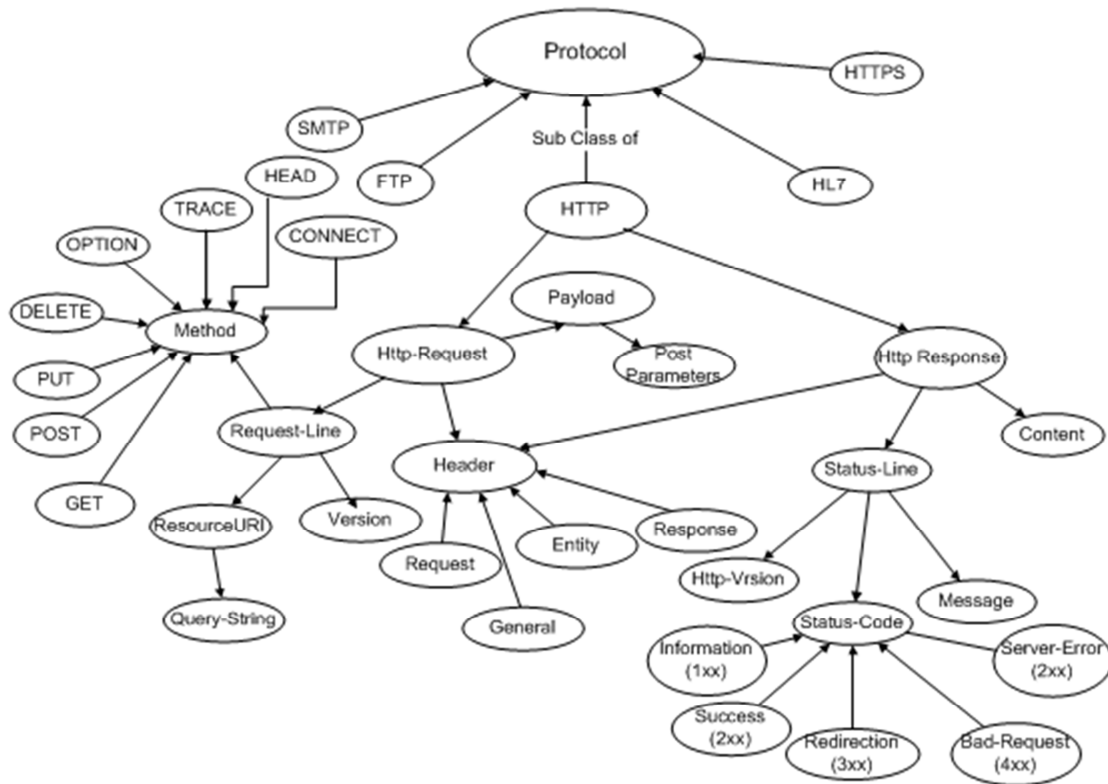 Protocol
HTTPS
SMTP
Sub Class of
HEAD
FTP
HL7
TRACE
HTTP
CONNECT
OPTION
Payload
DELETE
Method
Http-Request
Post
Parameters
Http Response
PUT
POST
Request-Line
Content
Header
Status-Line
GET
ResourceURI
Version
Response
Entity
Request
Http-Vrsion
Message
Query-String
General
Status-Code
Information
(1xx)
Server-Error
(2xx)
Success
(2xx)
Redirection
(3xx)
Bad-Request
(4xx)